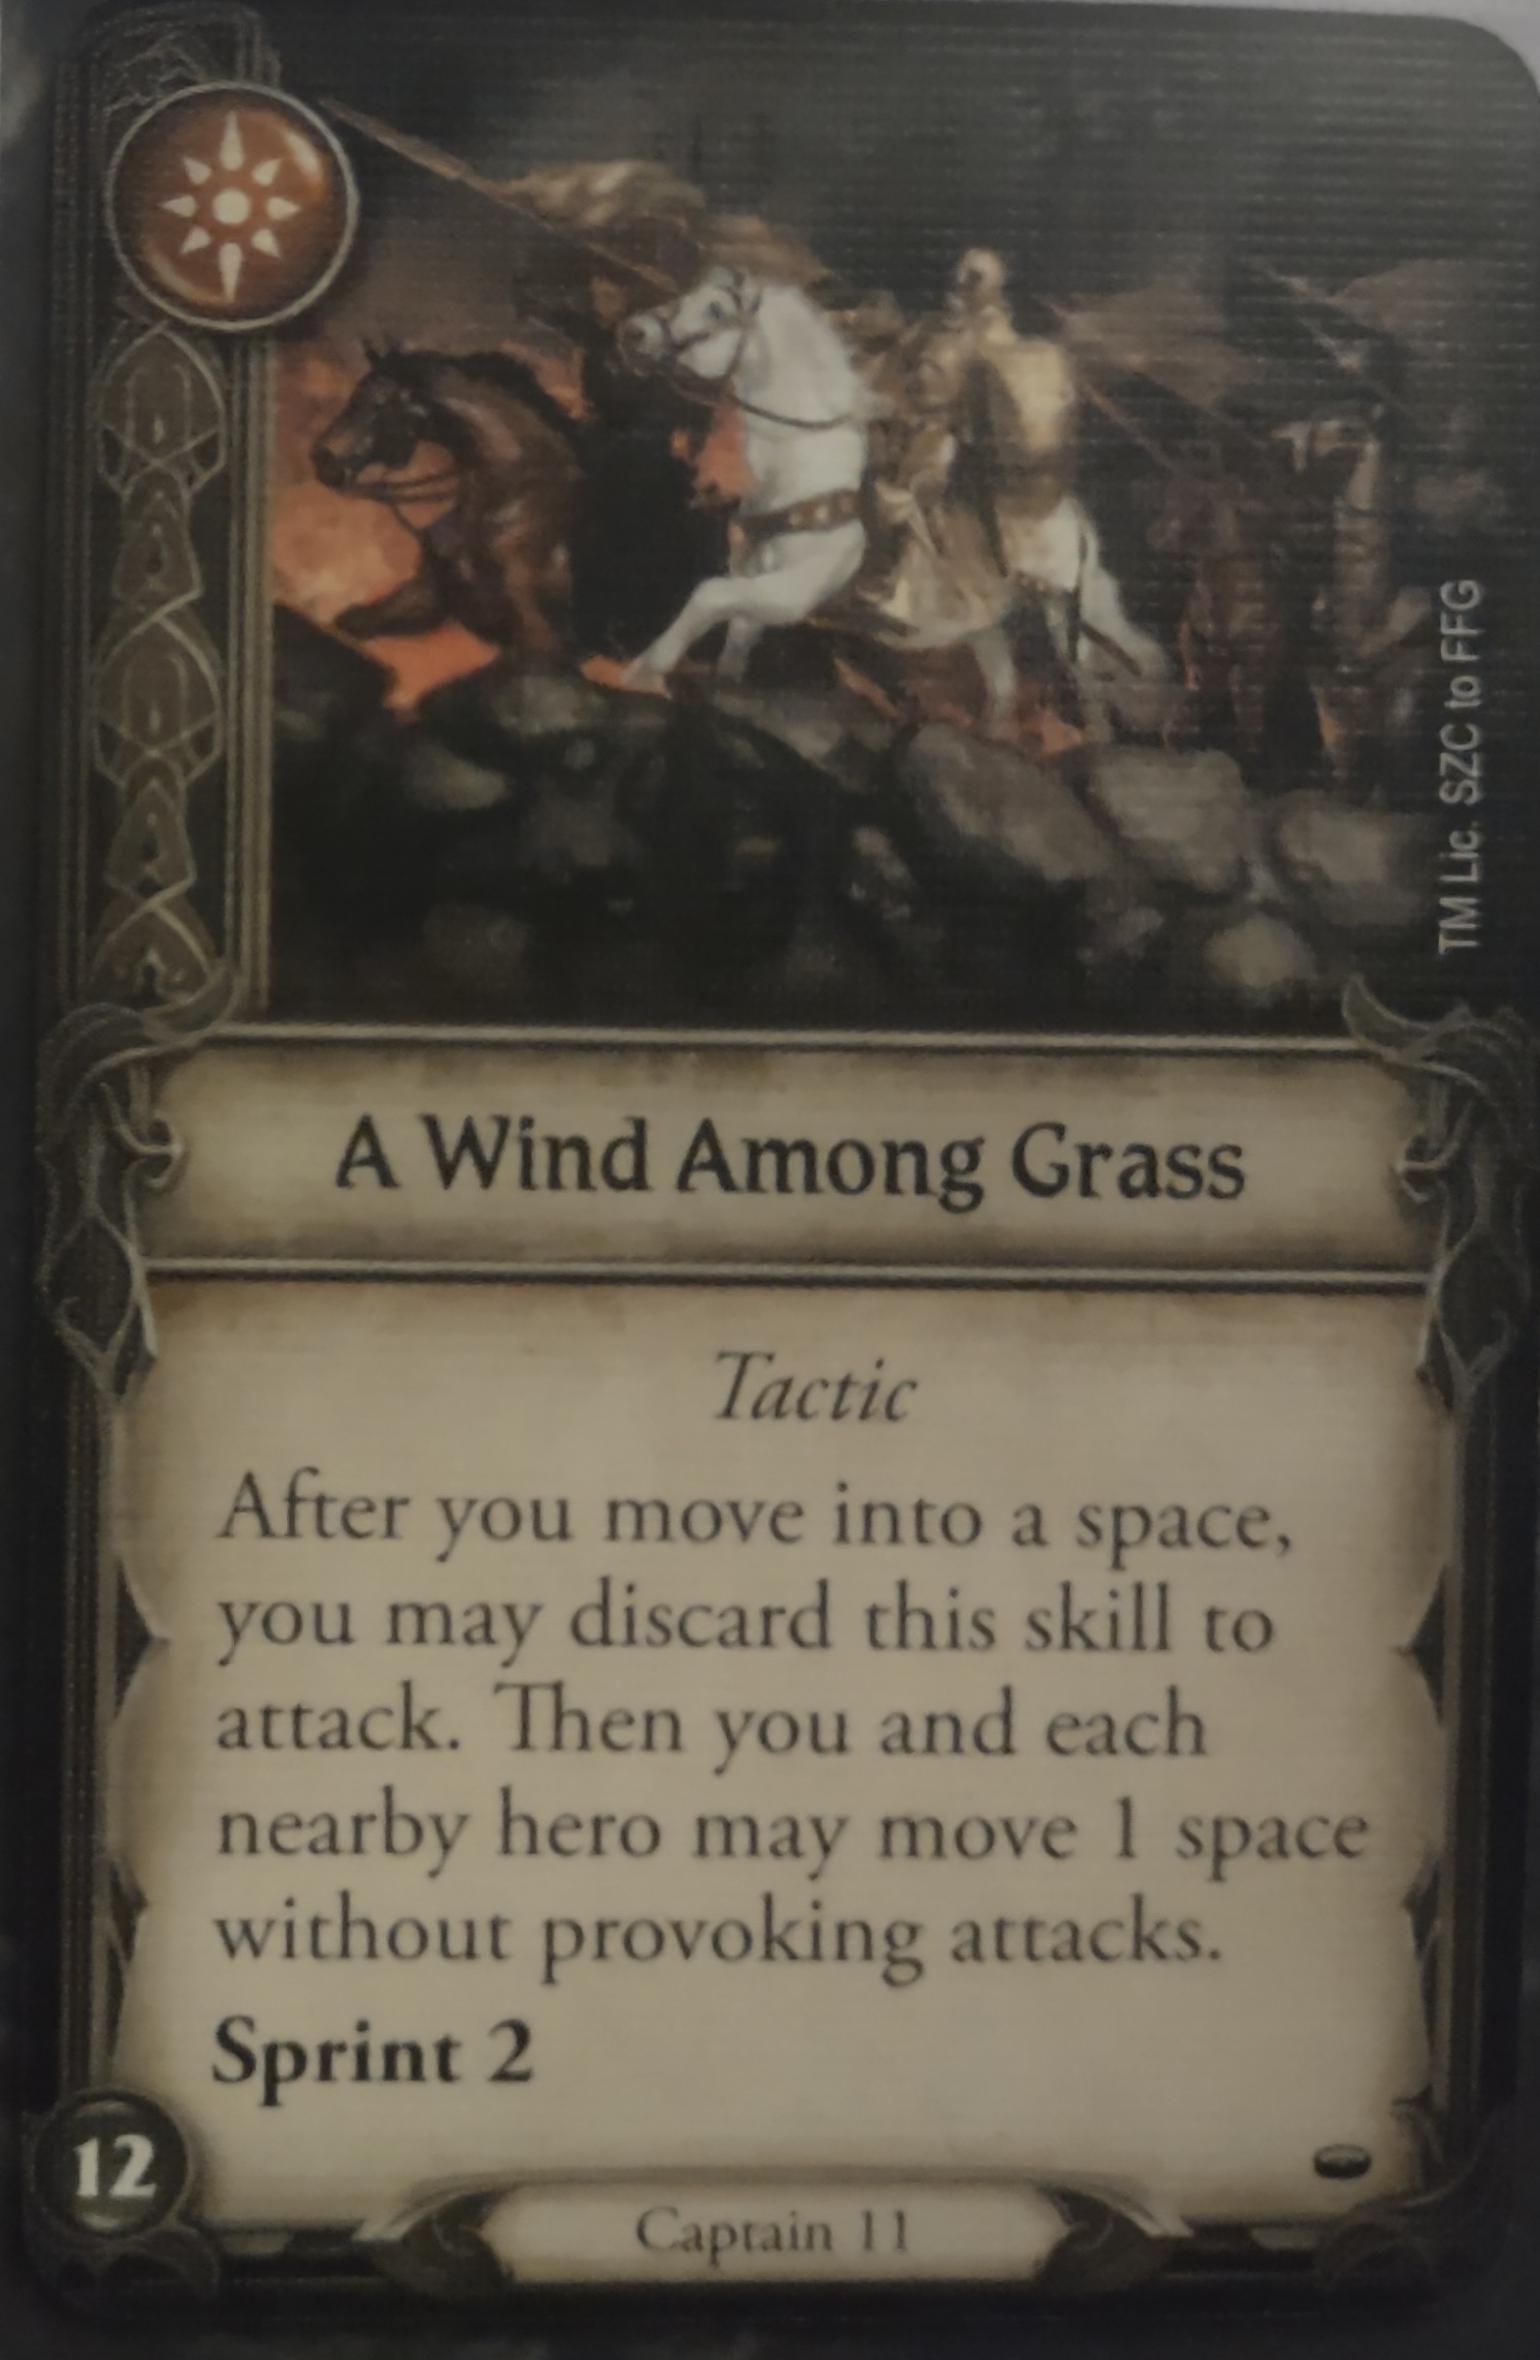 TM Lic. SZC to FFG
A Wind Among Grass
Tactic
After you move into a space,
you may discard this skill to
attack. Then you and each
nearby hero may move 1 space
without provoking attacks.
Sprint 2
12
Captain 11